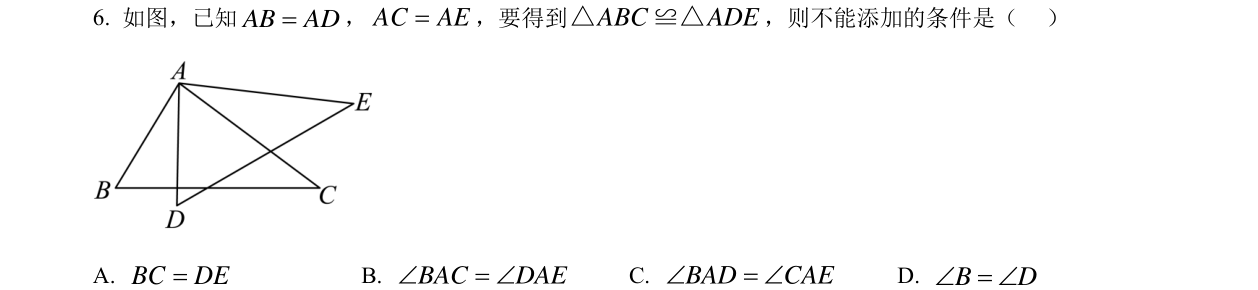 6. 如图，已知 AB = AD， AC = AE，要得到△ABC ≌ △ADE，则不能添加的条件是（ ）
A
E
B
C
D
A. BC = DE B. ∠BAC = ∠DAE C. ∠BAD = ∠CAE D. ∠B = ∠D